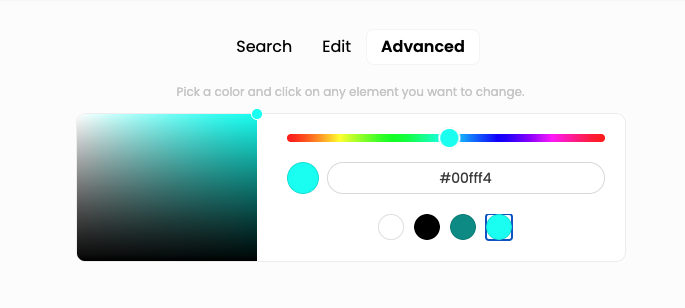 Search Edit Advanced
Pick a color and click on any element you want to change.
#00fff4